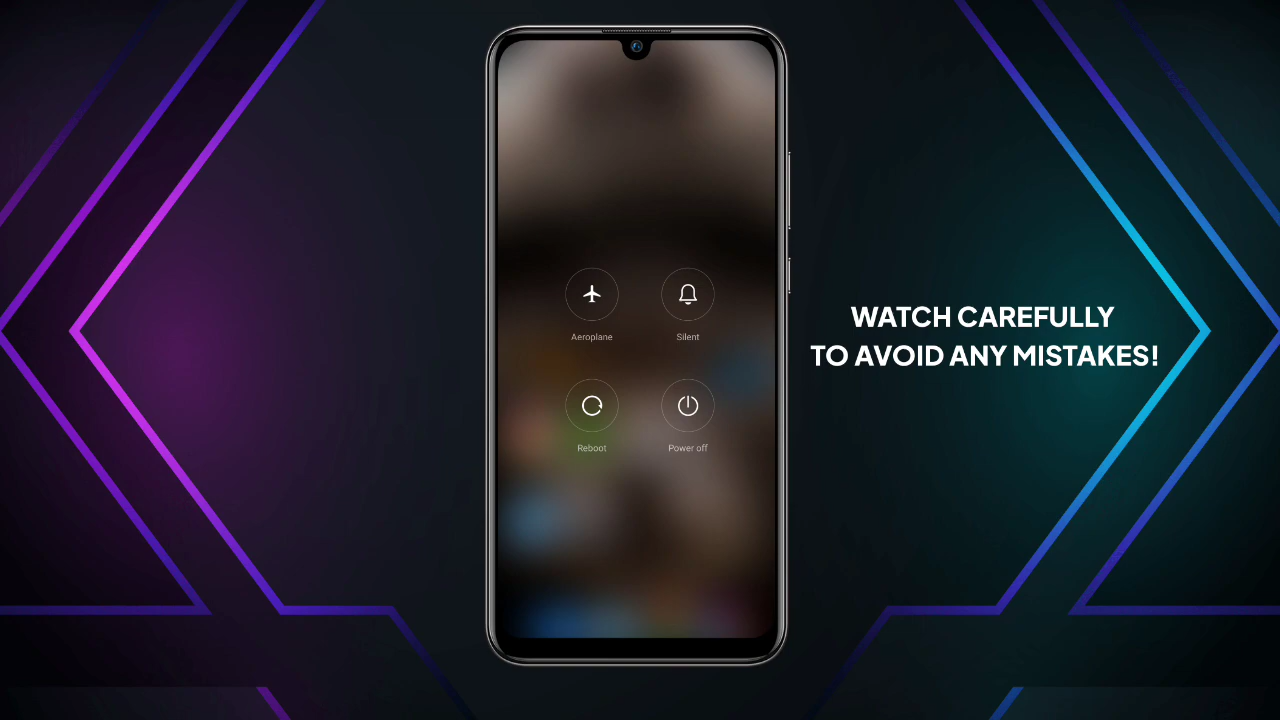 Aeroplane
Silent
Reboot
Power off
WATCH CAREFULLY
TO AVOID ANY MISTAKES!